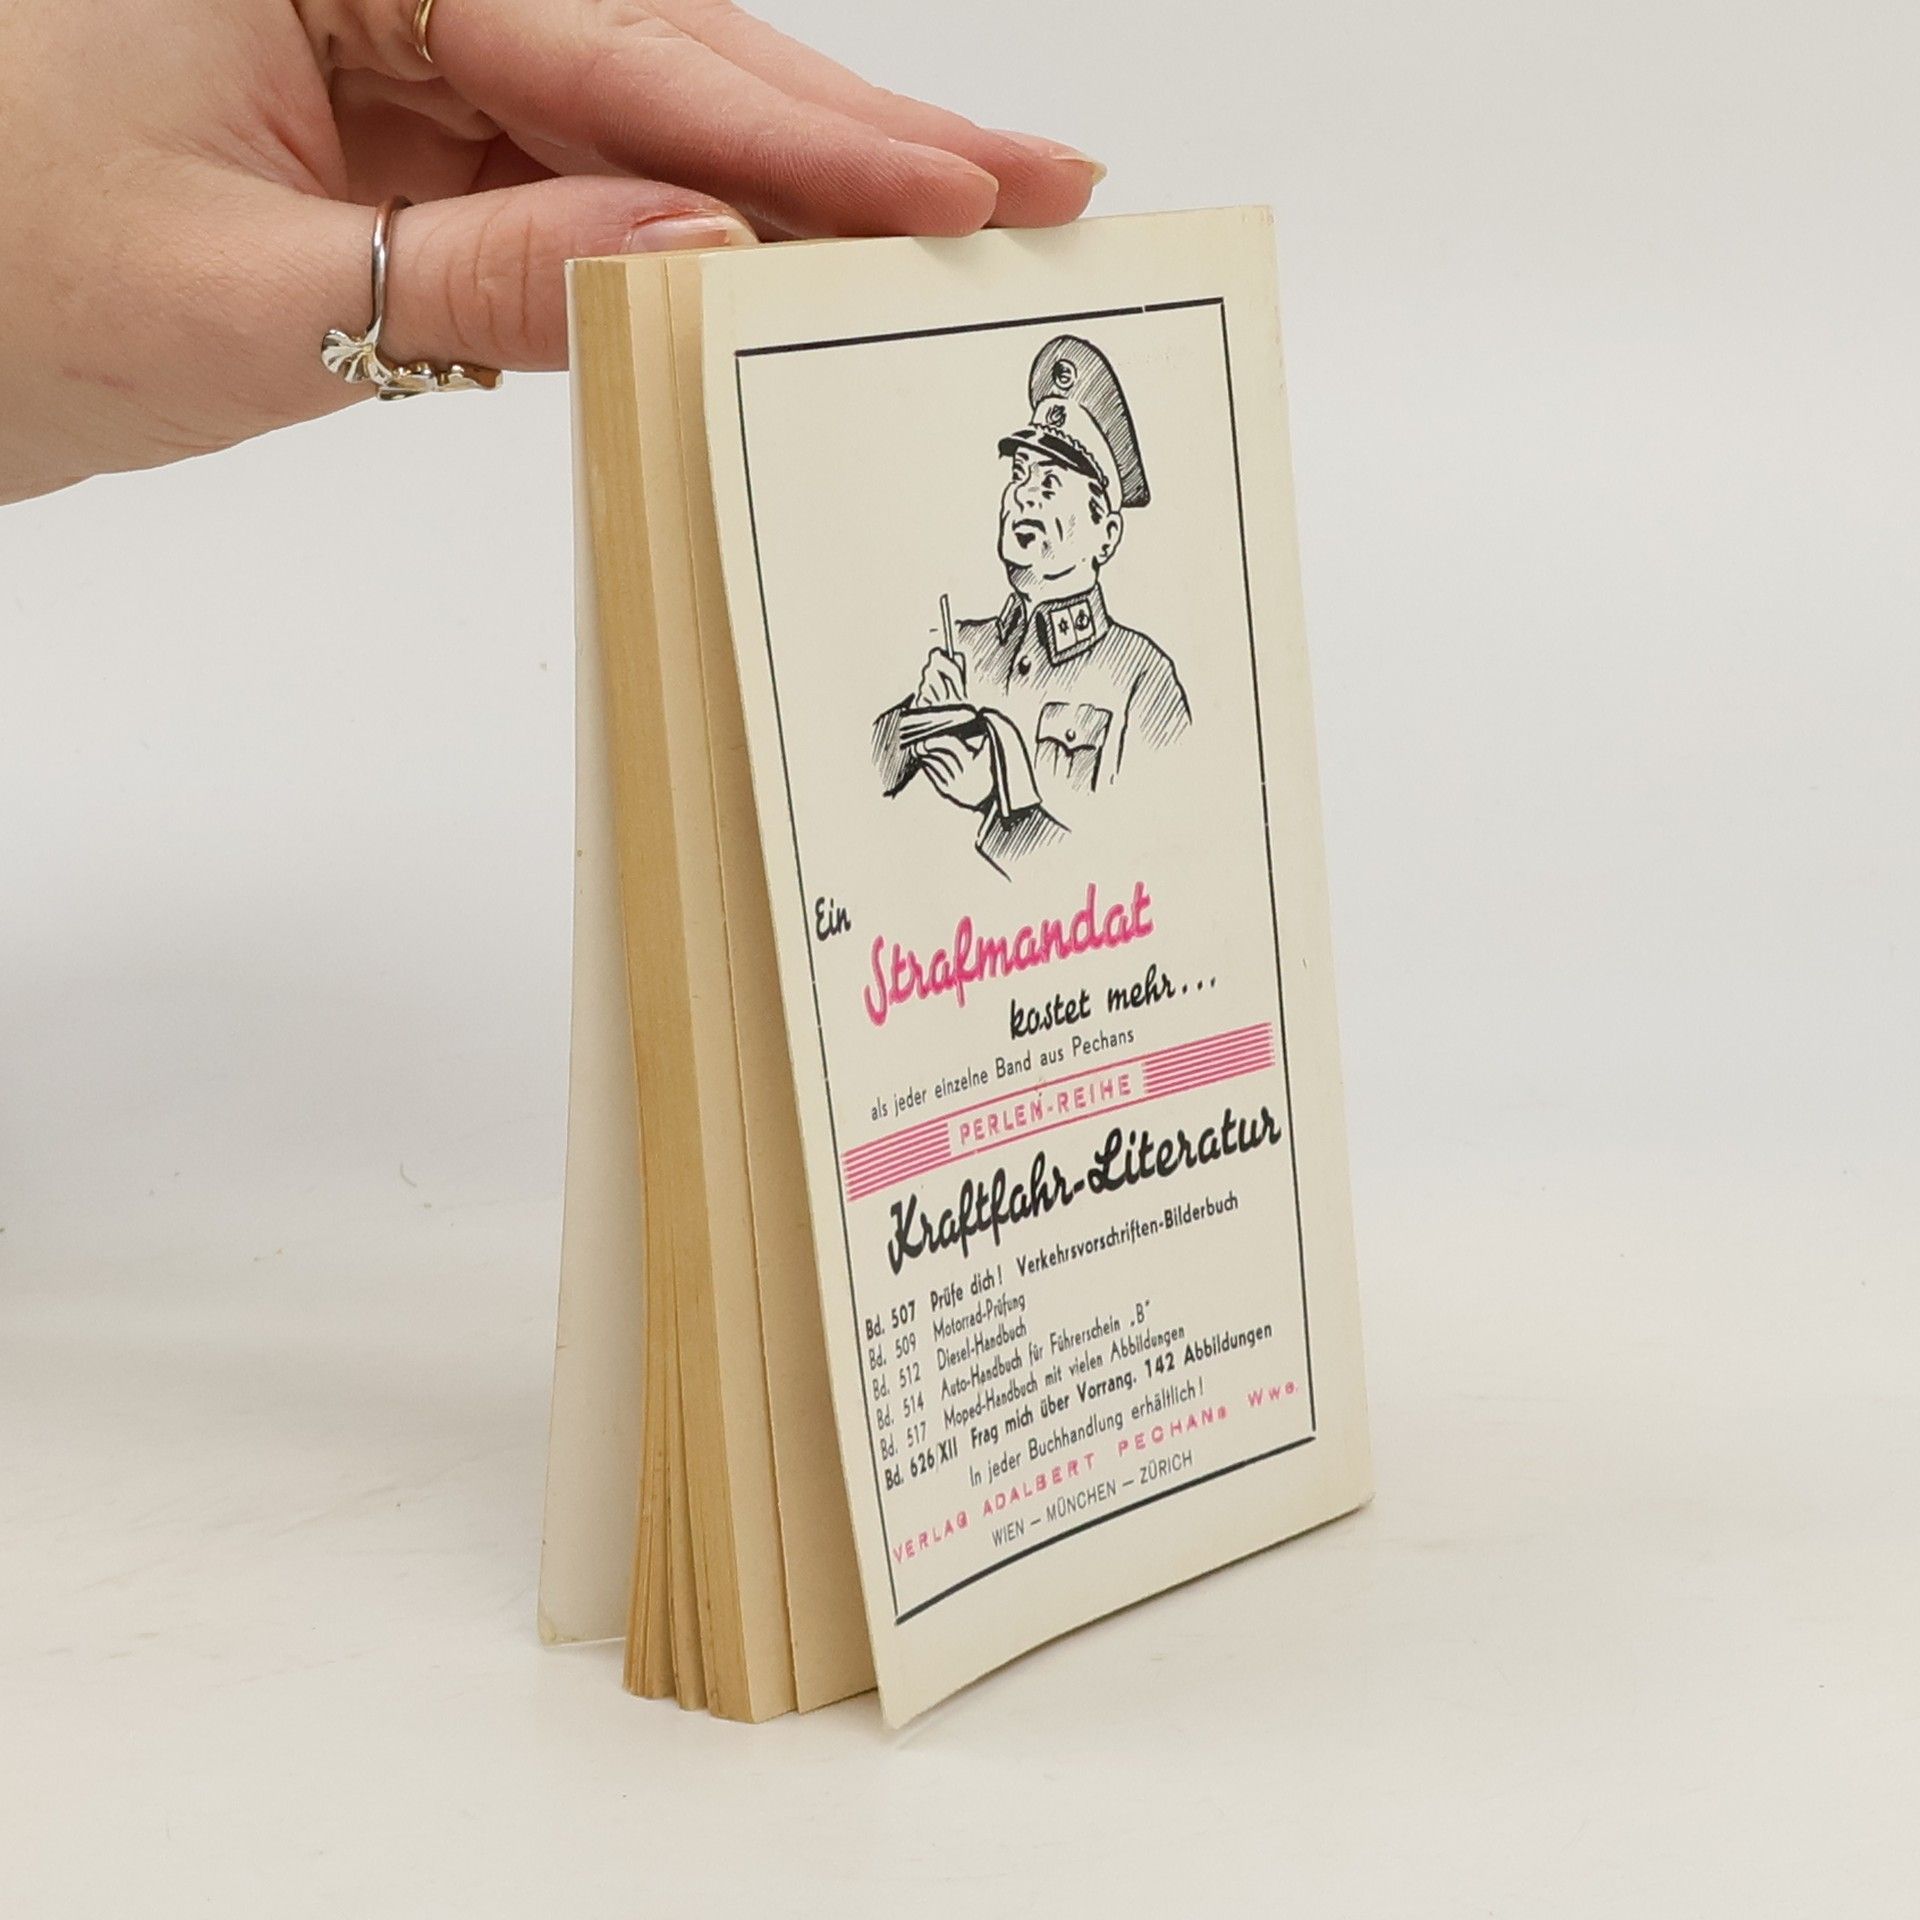 Ein
Strafmandat
kostet mehr...
als jeder einzelne Band aus Pechans
PERLEN-REIHE
Kraftfahr-Literatur
Bd. 507 Prüfe dich! Verkehrsvorschriften-Bilderbuch
Bd. 509 Motorrad-Prüfung
Bd. 512 Diesel-Handbuch
Bd. 514 Auto-Handbuch für Führerschein „B"
Bd. 517 Moped-Handbuch mit vielen Abbildungen
Bd. 626/XII Frag mich über Vorrang. 142 Abbildungen
In jeder Buchhandlung erhältlich!
VERLAG ADALBERT PECHANs Wwe.
WIEN — MÜNCHEN — ZÜRICH